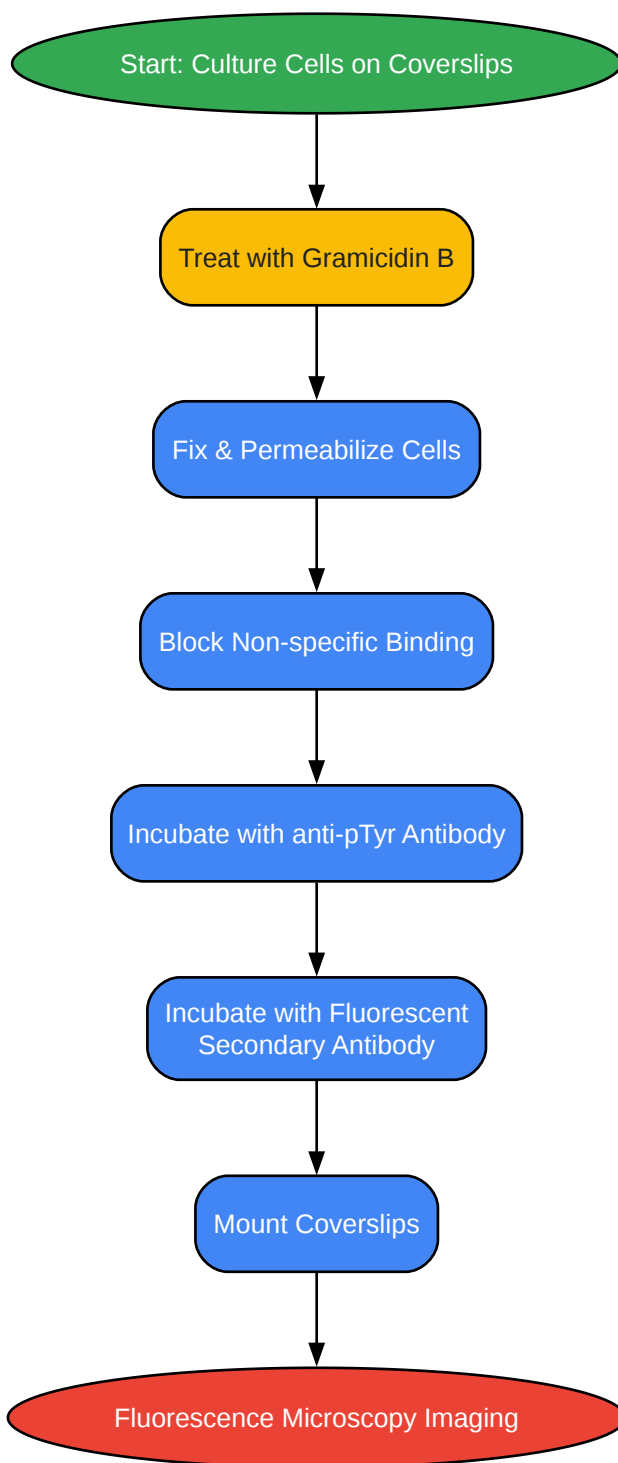 Start: Culture Cells on Coverslips
Treat with Gramicidin B
Fix & Permeabilize Cells
Block Non-specific Binding
Incubate with anti-pTyr Antibody
Incubate with Fluorescent
Secondary Antibody
Mount Coverslips
Fluorescence Microscopy Imaging